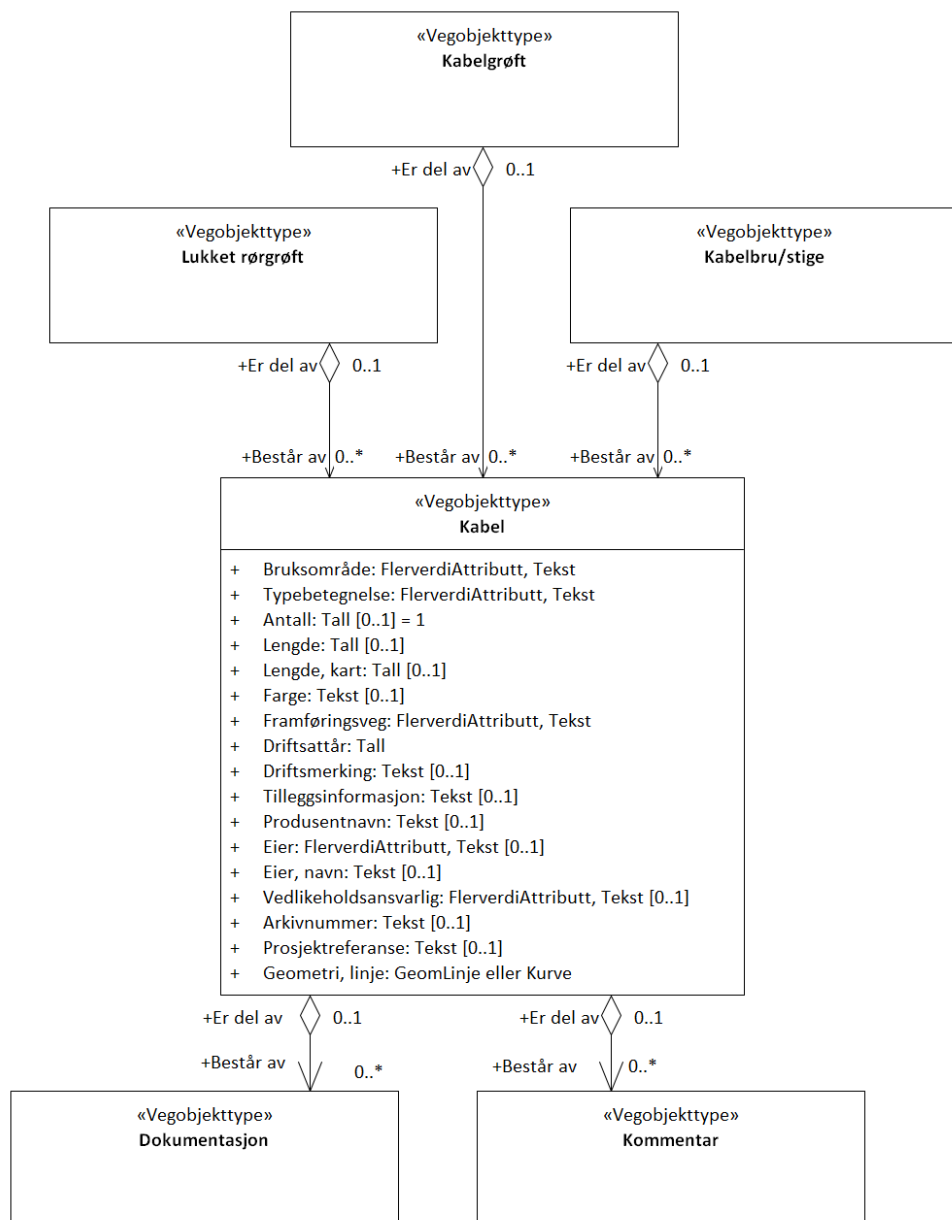 «Vegobjekttype»
Kabelgrøft
+Er del av 0..1
«Vegobjekttype»
Lukket rørgrøft
«Vegobjekttype»
Kabelbru/stige
+Er del av 0..1
+Er del av 0..1
+Består av 0..*
+Består av 0..*
+Består av 0..*
«Vegobjekttype»
Kabel
+ Bruksområde: FlerverdiAttributt, Tekst
+ Typebetegnelse: FlerverdiAttributt, Tekst
+ Antall: Tall [0..1] = 1
+ Lengde: Tall [0..1]
+ Lengde, kart: Tall [0..1]
+ Farge: Tekst [0..1]
+ Framføringsveg: FlerverdiAttributt, Tekst
+ Driftsattår: Tall
+ Driftsmerking: Tekst [0..1]
+ Tilleggsinformasjon: Tekst [0..1]
+ Produsentnavn: Tekst [0..1]
+ Eier: FlerverdiAttributt, Tekst [0..1]
+ Eier, navn: Tekst [0..1]
+ Vedlikeholdsansvarlig: FlerverdiAttributt, Tekst [0..1]
+ Arkivnummer: Tekst [0..1]
+ Prosjektreferanse: Tekst [0..1]
+ Geometri, linje: GeomLinje eller Kurve
+Er del av 0..1
+Er del av 0..1
+Består av 0..*
+Består av 0..*
«Vegobjekttype»
Dokumentasjon
«Vegobjekttype»
Kommentar